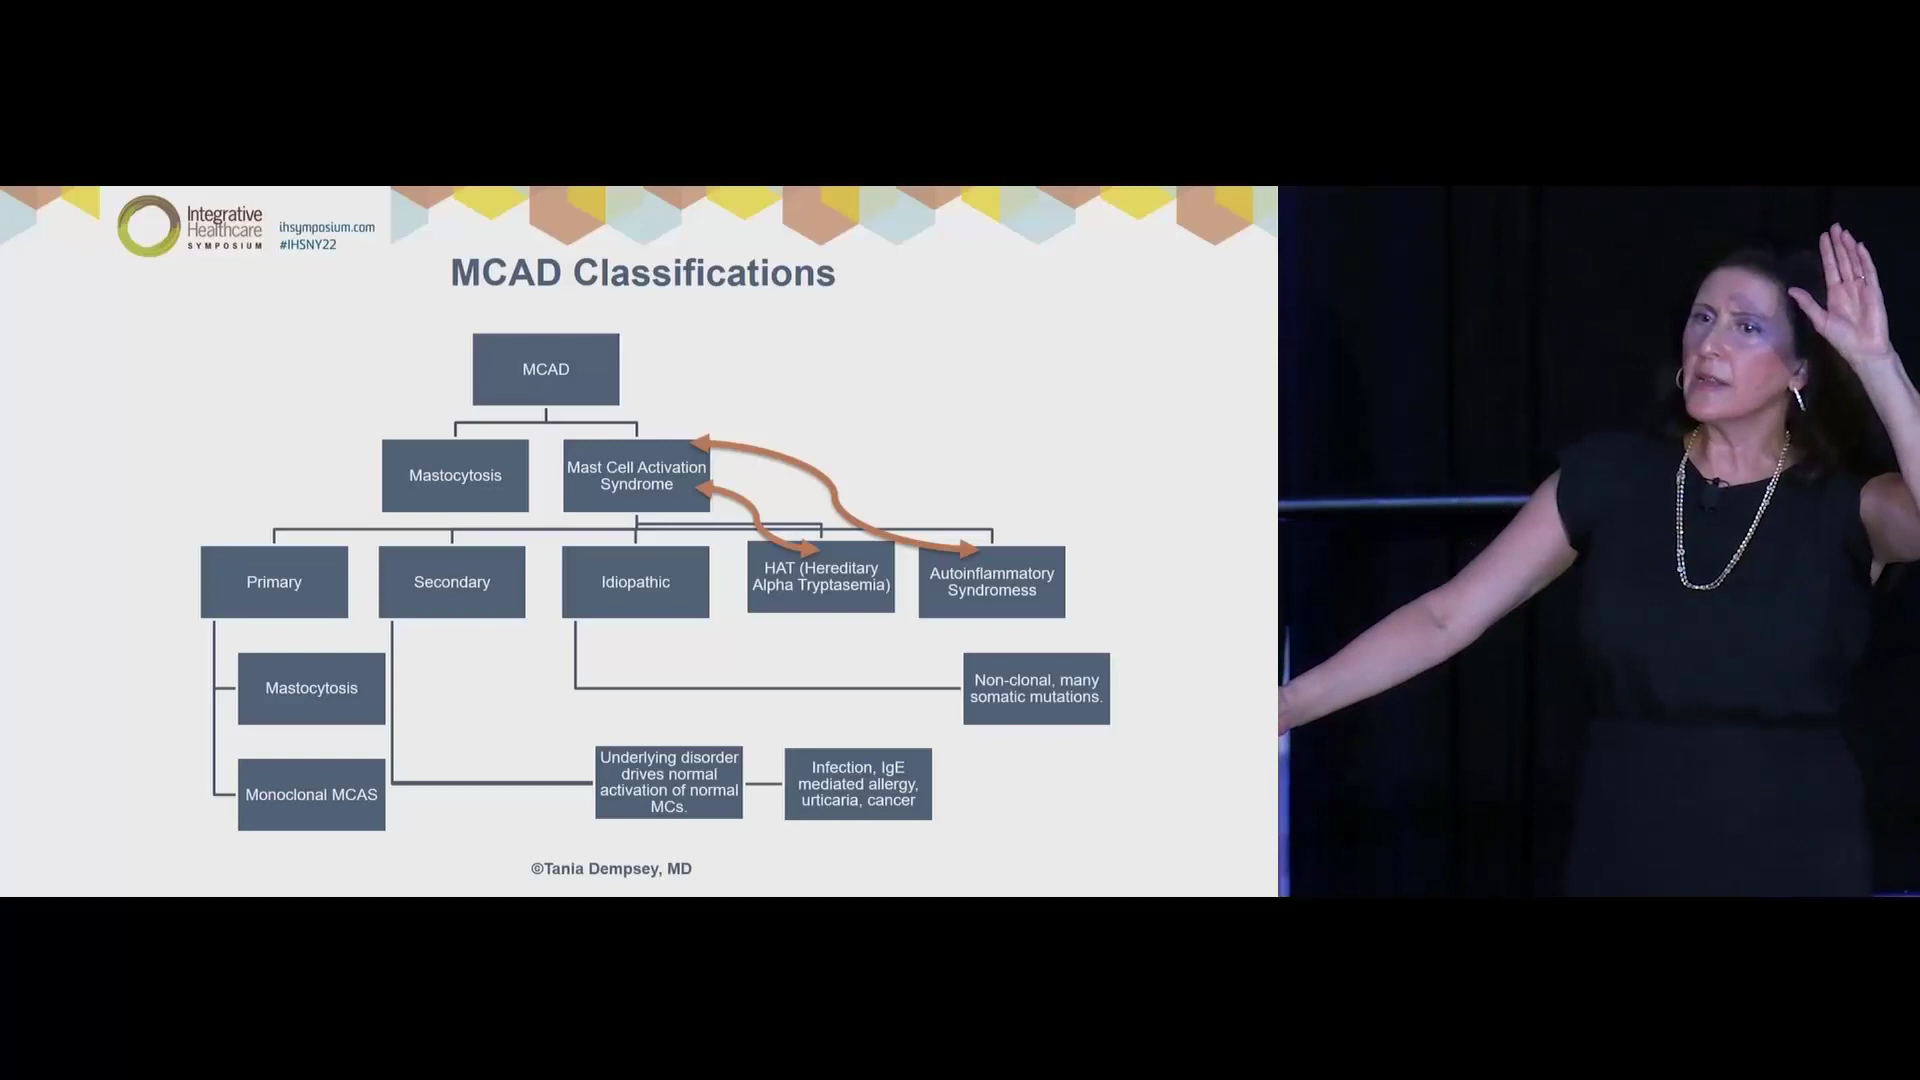 Integrative
Healthcare
SYMPOSIUM
ihsymposium.com
#IHSNY22
MCAD Classifications
MCAD
Mastocytosis
Mast Cell Activation
Syndrome
Primary
Secondary
Idiopathic
HAT (Hereditary
Alpha Tryptasemia)
Autoinflammatory
Syndromess
Mastocytosis
Non-clonal, many
somatic mutations.
Monoclonal MCAS
Underlying disorder
drives normal
activation of normal
MCs.
Infection, IgE
mediated allergy,
urticaria, cancer
©Tania Dempsey, MD